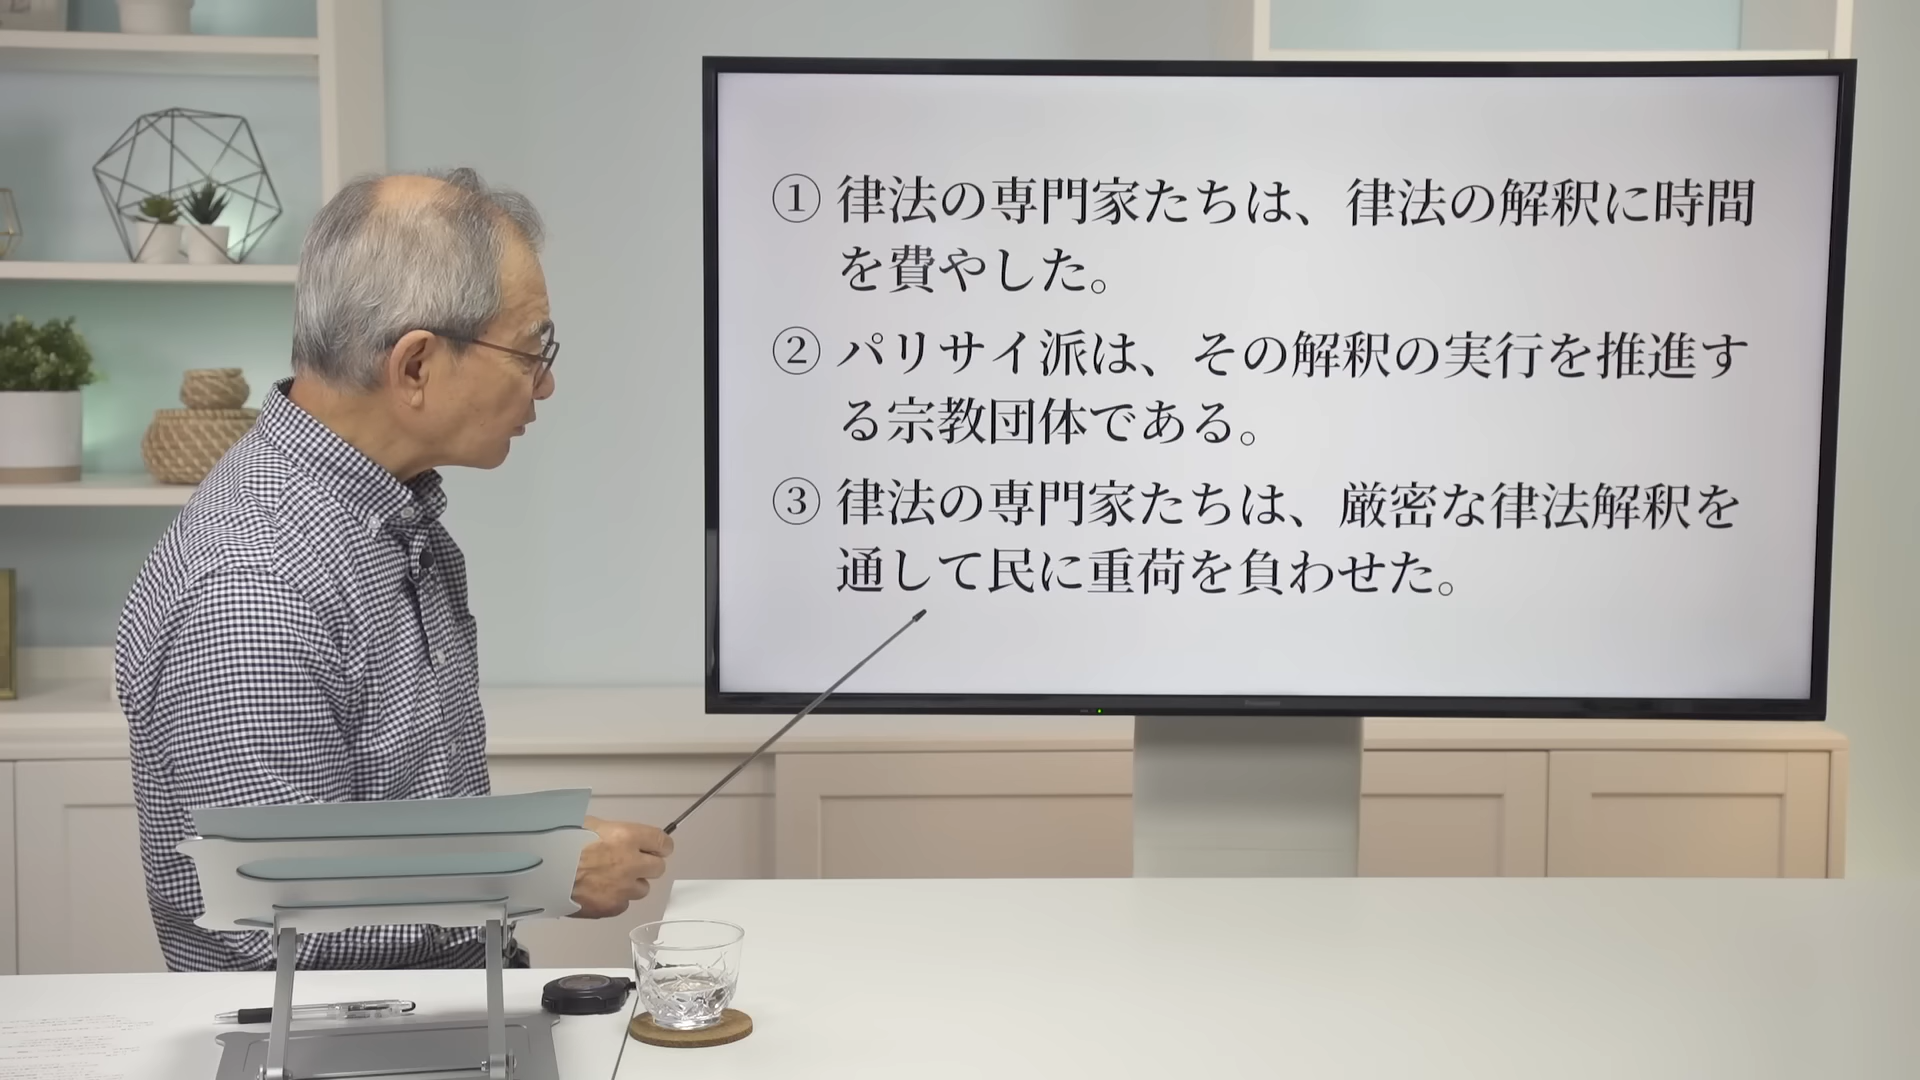 ① 律法の専門家たちは、律法の解釈に時間
を費やした。
② パリサイ派は、その解釈の実行を推進す
る宗教団体である。
③ 律法の専門家たちは、厳密な律法解釈を
通して民に重荷を負わせた。